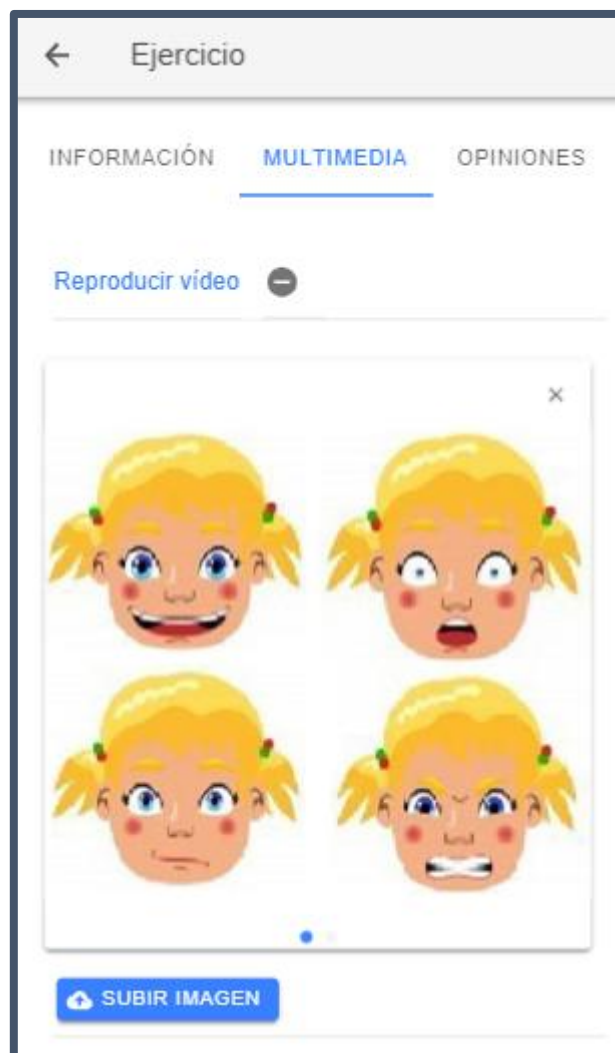 Ejercicio
INFORMACIÓN MULTIMEDIA OPINIONES
Reproducir vídeo
SUBIR IMAGEN